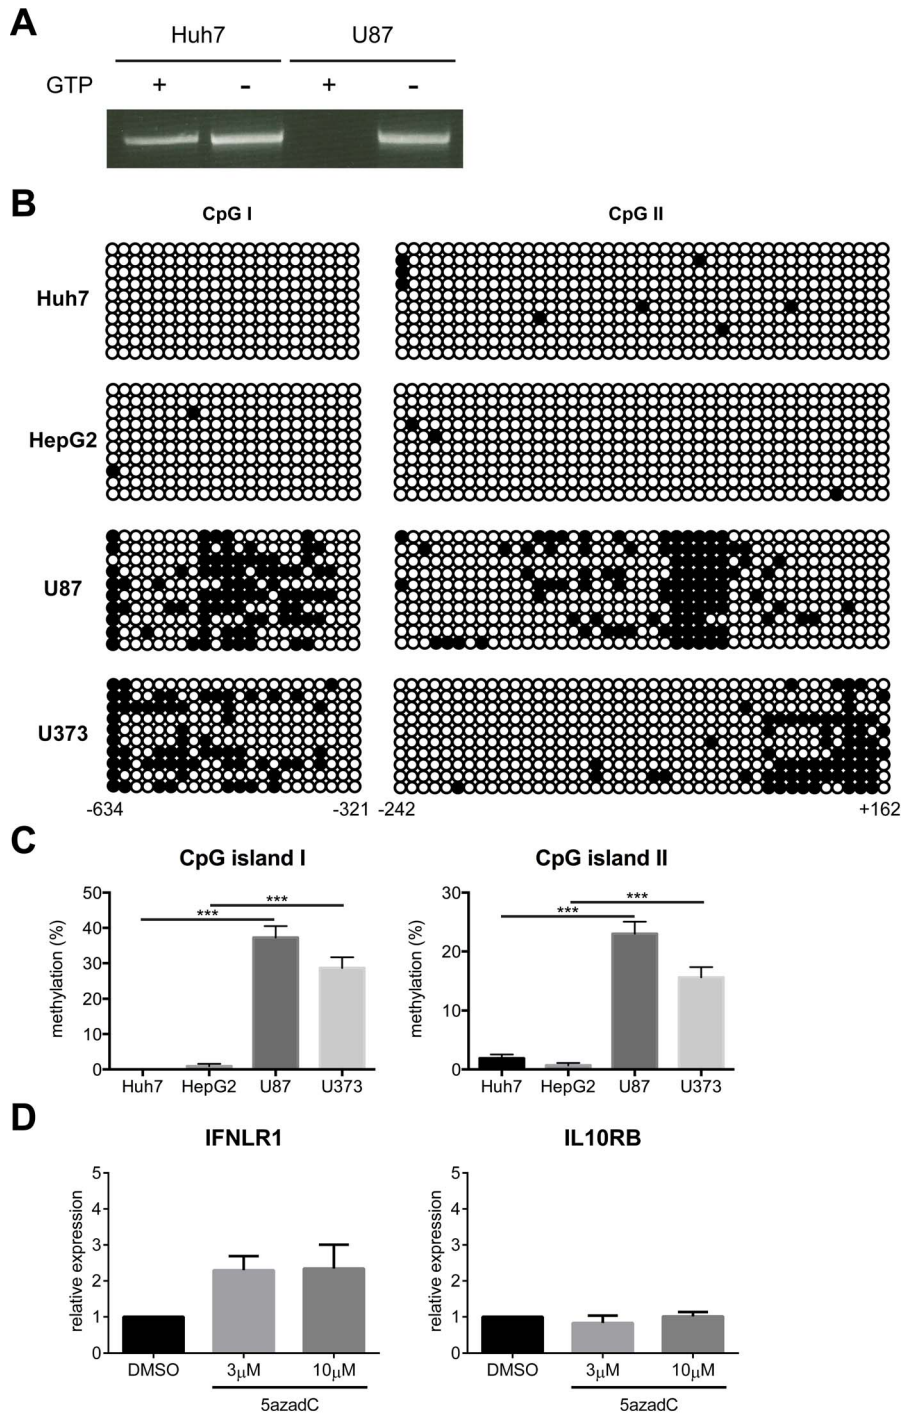 A
Huh7 U87
GTP + - + -
B
CpG I CpG II
Huh7
HepG2
U87
U373
-634 -321 -242 +162
C
CpG island I
methylation (%)
50
40
30
20
10
0
***
***
Huh7 HepG2 U87 U373
CpG island II
methylation (%)
30
20
10
0
***
***
Huh7 HepG2 U87 U373
D
IFNLR1
relative expression
5
4
3
2
1
0
DMSO 3μM 10μM
5azadC
IL10RB
relative expression
5
4
3
2
1
0
DMSO 3μM 10μM
5azadC